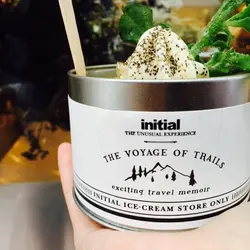 initial
THE UNUSUAL EXPERIENCE
THE VOYAGE OF TRAILS
exciting travel memoir
INITIAL ICE-CREAM STORE ONLY